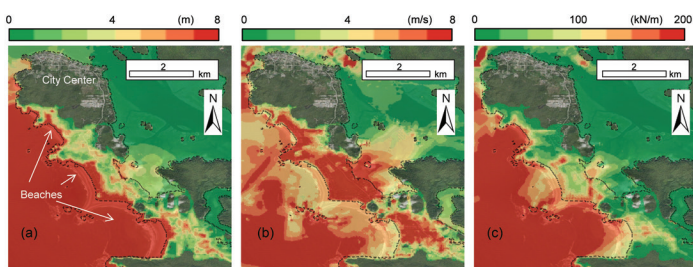 0 4 (m) 8
0 4 (m/s) 8
0 100 (kN/m) 200
2
km
N
City Center
Beaches
(a)
2
km
N
(b)
2
km
N
(c)